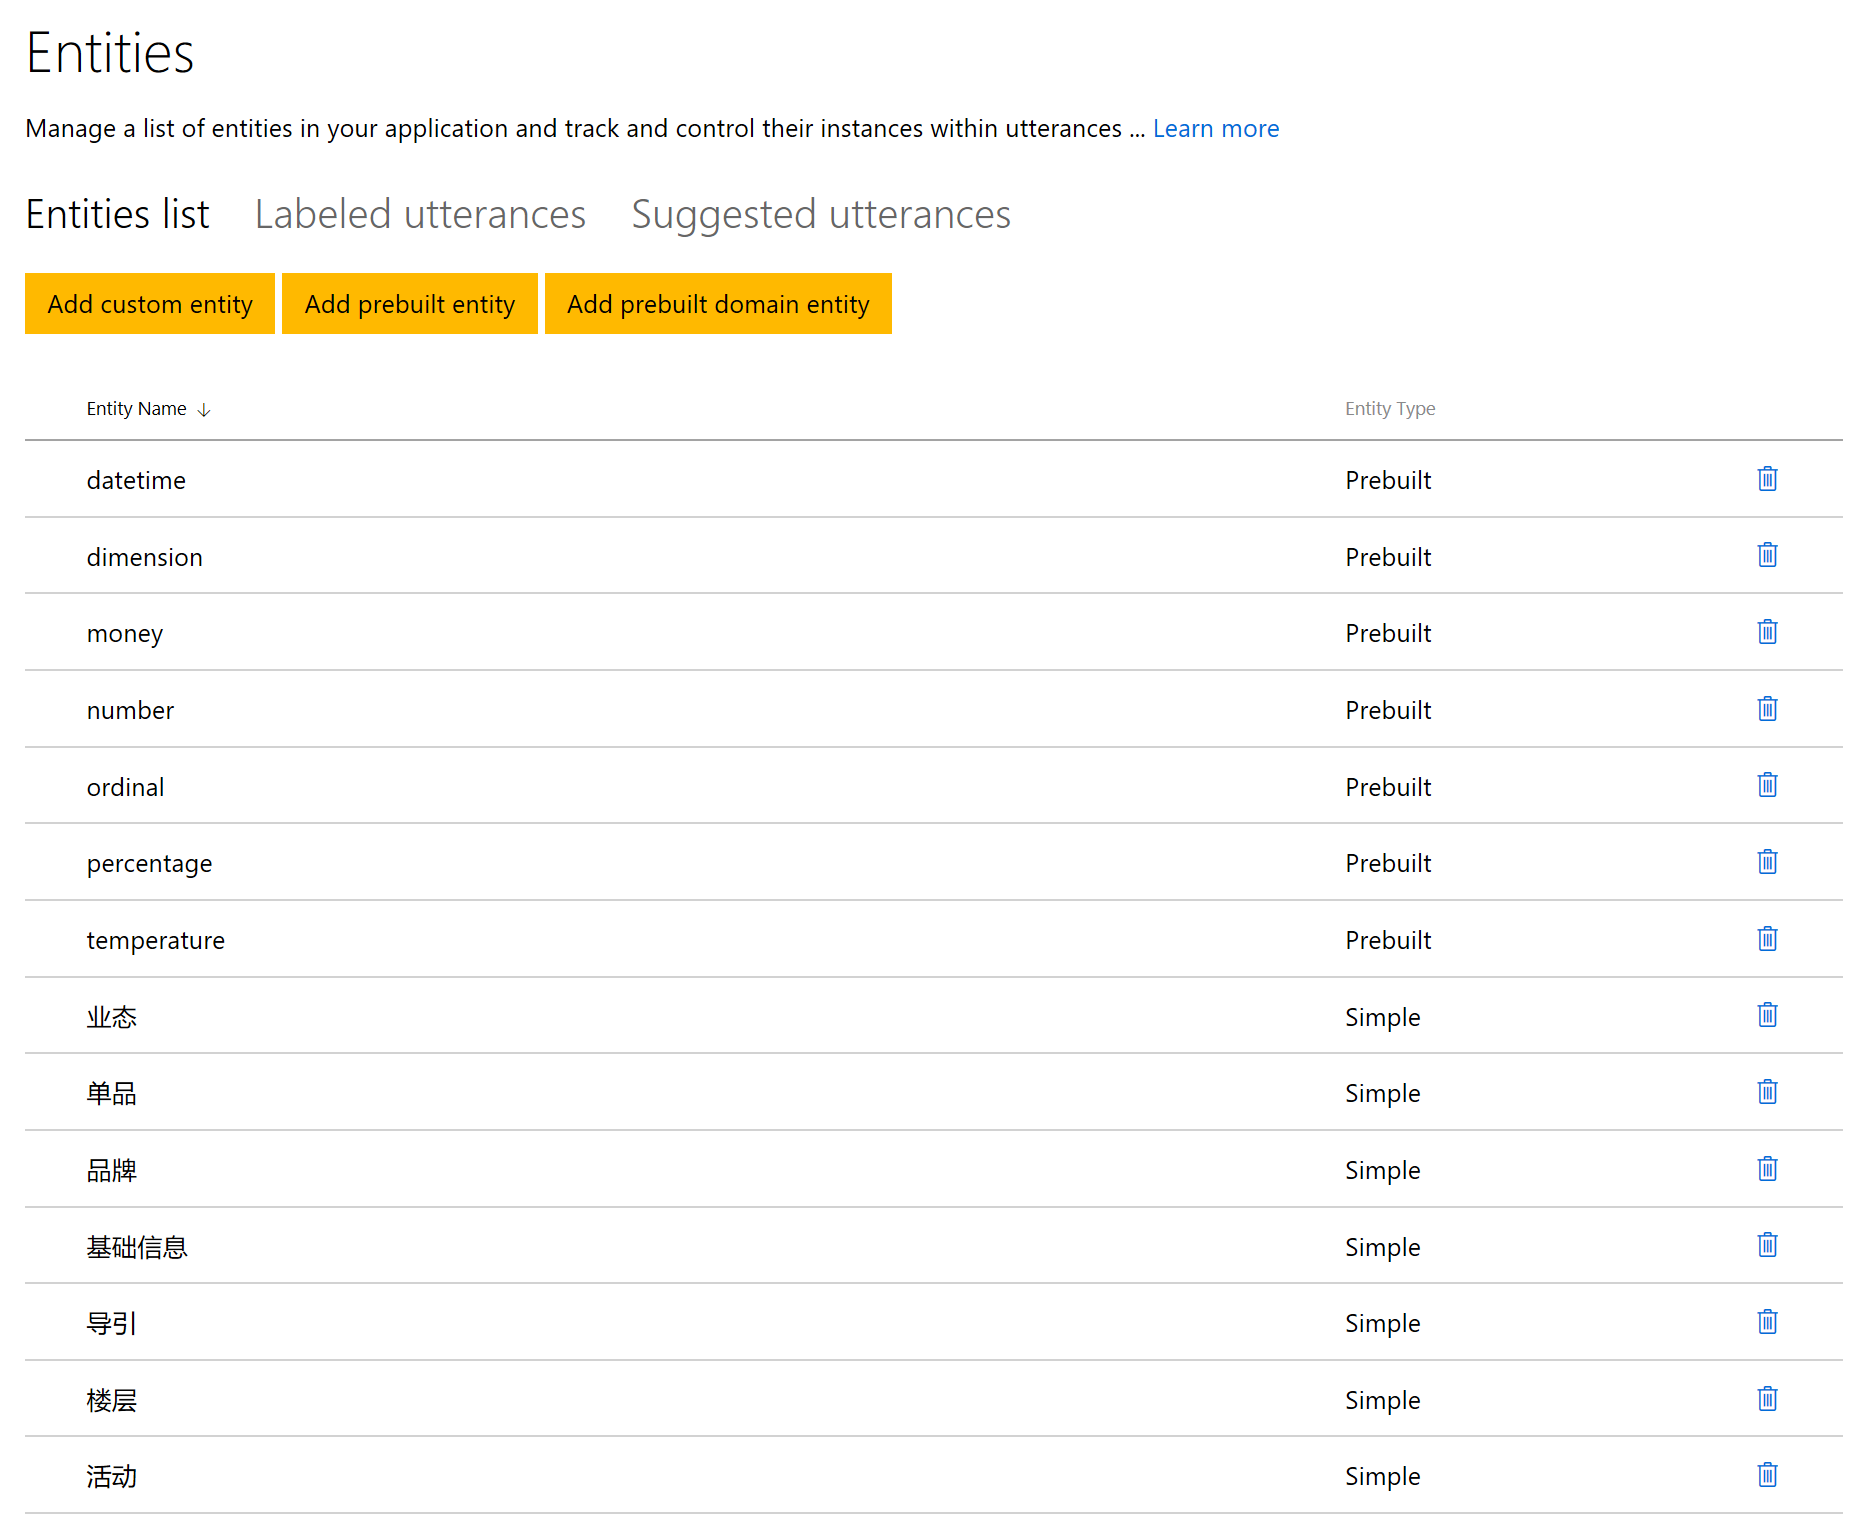 Entities
Manage a list of entities in your application and track and control their instances within utterances ... Learn more
Entities list Labeled utterances Suggested utterances
Add custom entity Add prebuilt entity Add prebuilt domain entity
Entity Name ↓ Entity Type
datetime Prebuilt
dimension Prebuilt
money Prebuilt
number Prebuilt
ordinal Prebuilt
percentage Prebuilt
temperature Prebuilt
业态 Simple
单品 Simple
品牌 Simple
基础信息 Simple
导引 Simple
楼层 Simple
活动 Simple